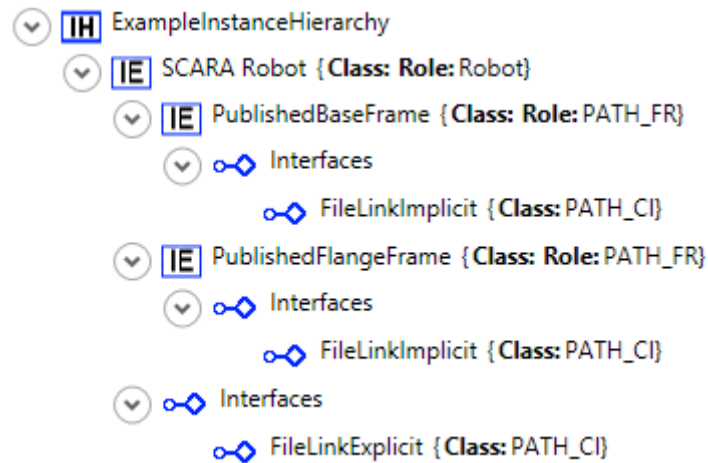 IH ExampleInstanceHierarchy
IE SCARA Robot {Class: Role: Robot}
IE PublishedBaseFrame {Class: Role: PATH_FR}
Interfaces
FileLinkImplicit {Class: PATH_CI}
IE PublishedFlangeFrame {Class: Role: PATH_FR}
Interfaces
FileLinkImplicit {Class: PATH_CI}
Interfaces
FileLinkExplicit {Class: PATH_CI}